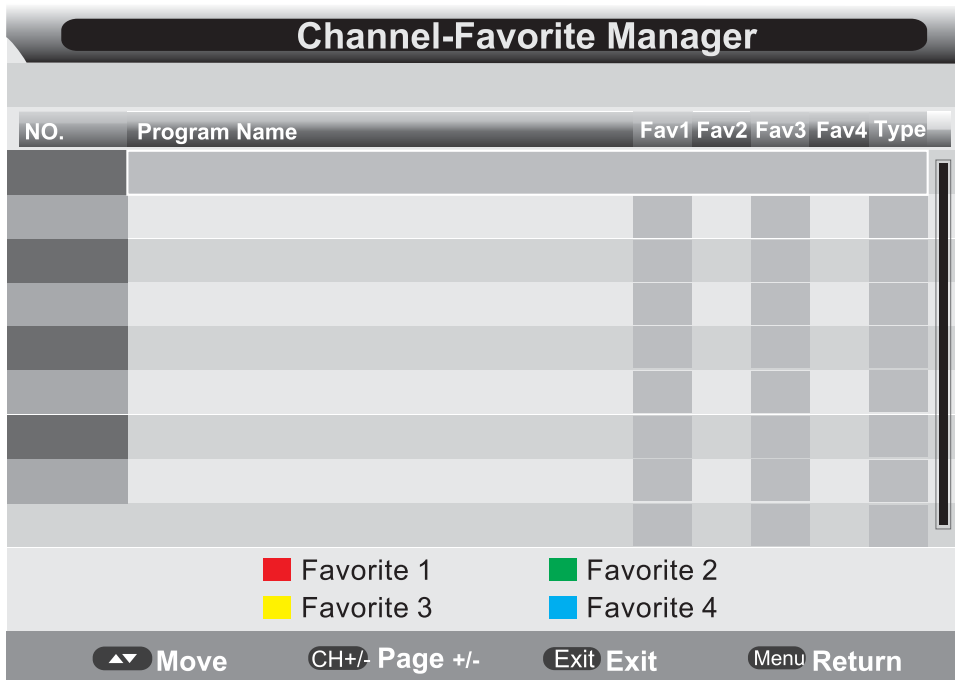 Channel-Favorite Manager
NO. Program Name Fav1 Fav2 Fav3 Fav4 Type
Favorite 1 Favorite 2
Favorite 3 Favorite 4
Move CH+/- Page +/- Exit Exit Menu Return